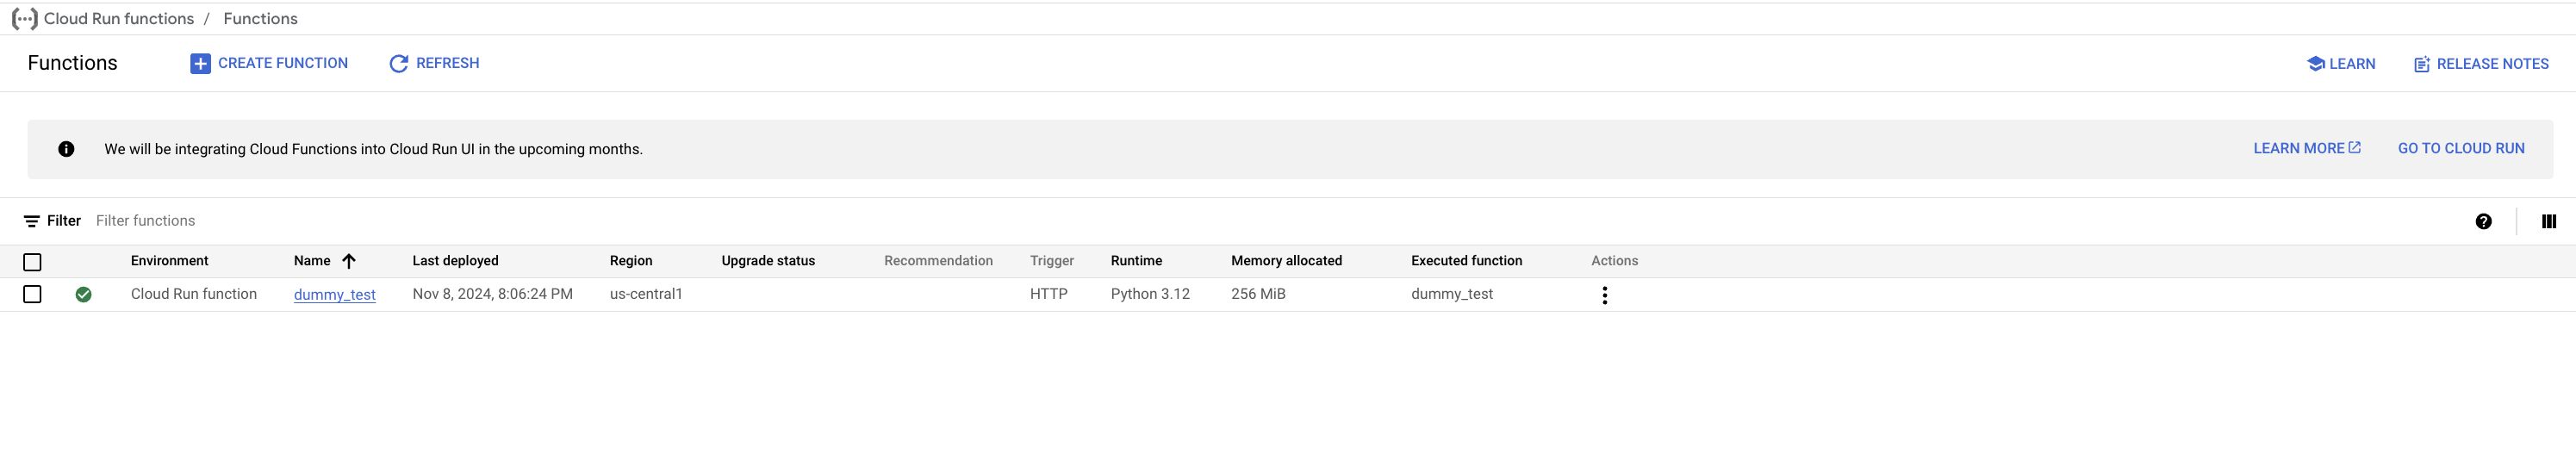 Cloud Run functions / Functions
Functions CREATE FUNCTION REFRESH LEARN RELEASE NOTES
We will be integrating Cloud Functions into Cloud Run UI in the upcoming months. LEARN MORE GO TO CLOUD RUN
Filter Filter functions
Environment Name Last deployed Region Upgrade status Recommendation Trigger Runtime Memory allocated Executed function Actions
Cloud Run function dummy_test Nov 8, 2024, 8:06:24 PM us-central1 HTTP Python 3.12 256 MiB dummy_test